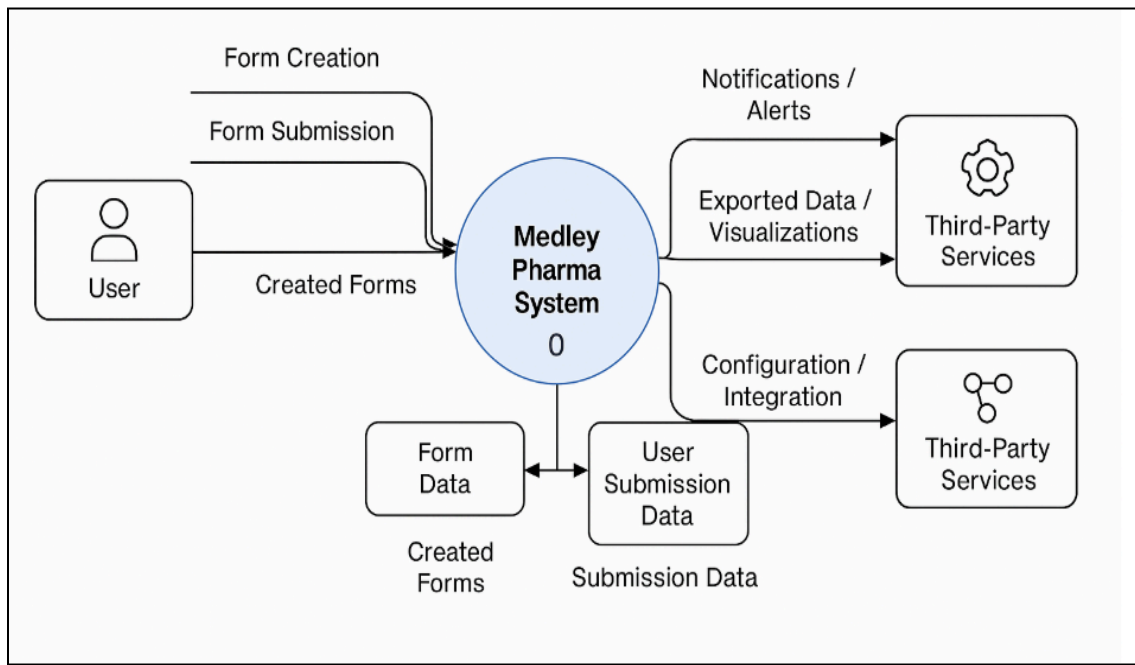 Form Creation
Form Submission
User
Created Forms
Medley
Pharma
System
0
Notifications /
Alerts
Exported Data /
Visualizations
Third-Party
Services
Configuration /
Integration
Third-Party
Services
Form
Data
Created
Forms
User
Submission
Data
Submission Data